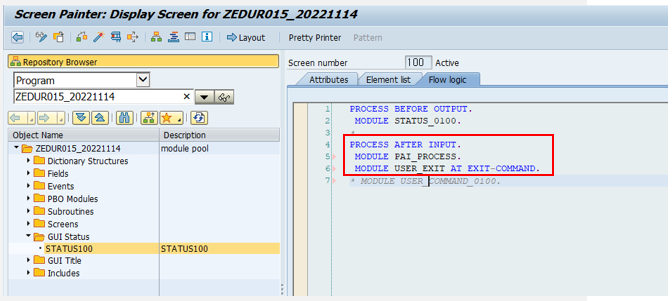 Screen Painter: Display Screen for ZEDUR015_20221114
Layout
Pretty Printer
Pattern
Repository Browser
Program
ZEDUR015_20221114
Object Name
Description
ZEDUR015_20221114
module pool
Dictionary Structures
Fields
Events
PBO Modules
Subroutines
Screens
GUI Status
STATUS100
STATUS100
GUI Title
Includes
Screen number
100
Active
Attributes
Element list
Flow logic
1 PROCESS BEFORE OUTPUT.
2 MODULE STATUS_0100.
3 *
4 PROCESS AFTER INPUT.
5 MODULE PAI_PROCESS.
6 MODULE USER_EXIT AT EXIT-COMMAND.
7 * MODULE USER_COMMAND_0100.